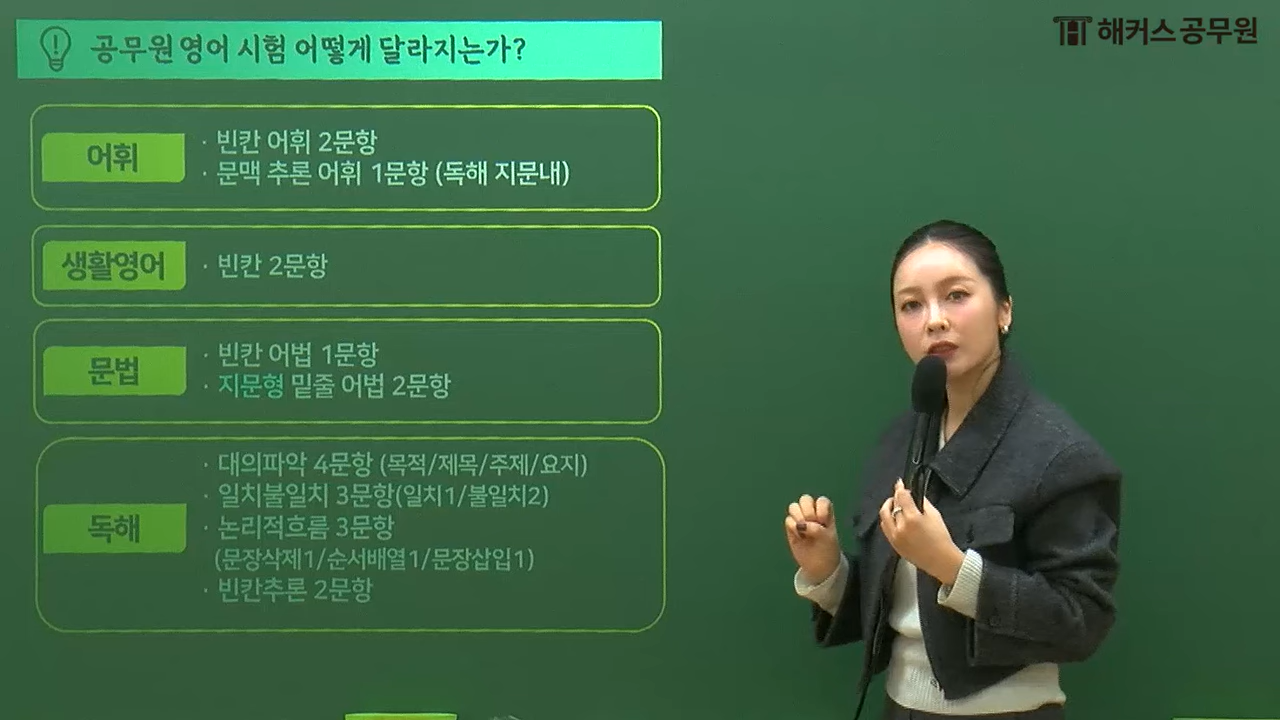 공무원 영어 시험 어떻게 달라지는가?
해커스공무원
어휘
· 빈칸 어휘 2문항
· 문맥 추론 어휘 1문항 (독해 지문내)
생활영어
· 빈칸 2문항
문법
· 빈칸 어법 1문항
· 지문형 밑줄 어법 2문항
독해
· 대의파악 4문항 (목적/제목/주제/요지)
· 일치불일치 3문항(일치1/불일치2)
· 논리적흐름 3문항
(문장삭제1/순서배열1/문장삽입1)
· 빈칸추론 2문항